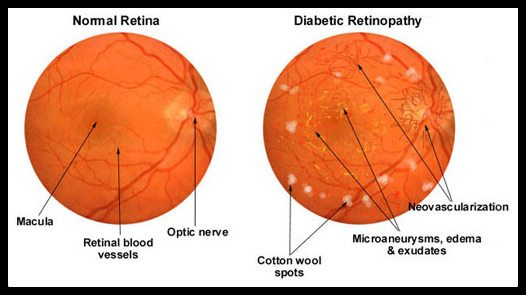 Normal Retina
Diabetic Retinopathy
Macula
Retinal blood
vessels
Optic nerve
Cotton wool
spots
Microaneurysms, edema
& exudates
Neovascularization